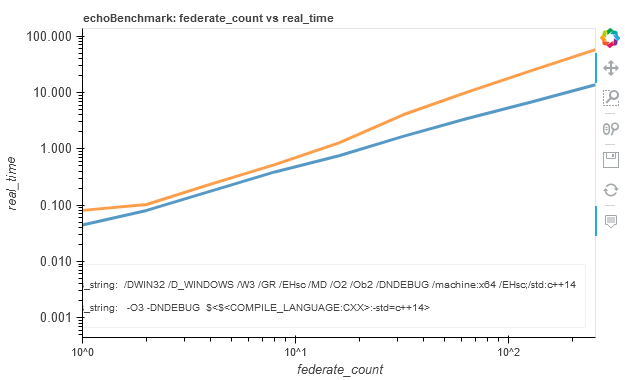 echoBenchmark: federate_count vs real_time
100.000
10.000
1.000
0.100
0.010
0.001
real_time
_string: /DWIN32 /D_WINDOWS /W3 /GR /EHsc /MD /O2 /Ob2 /DNDEBUG /machine:x64 /EHsc;/std:c++14
_string: -O3 -DNDEBUG $<$<COMPILE_LANGUAGE:CXX>:-std=c++14>
10^0
10^1
10^2
federate_count